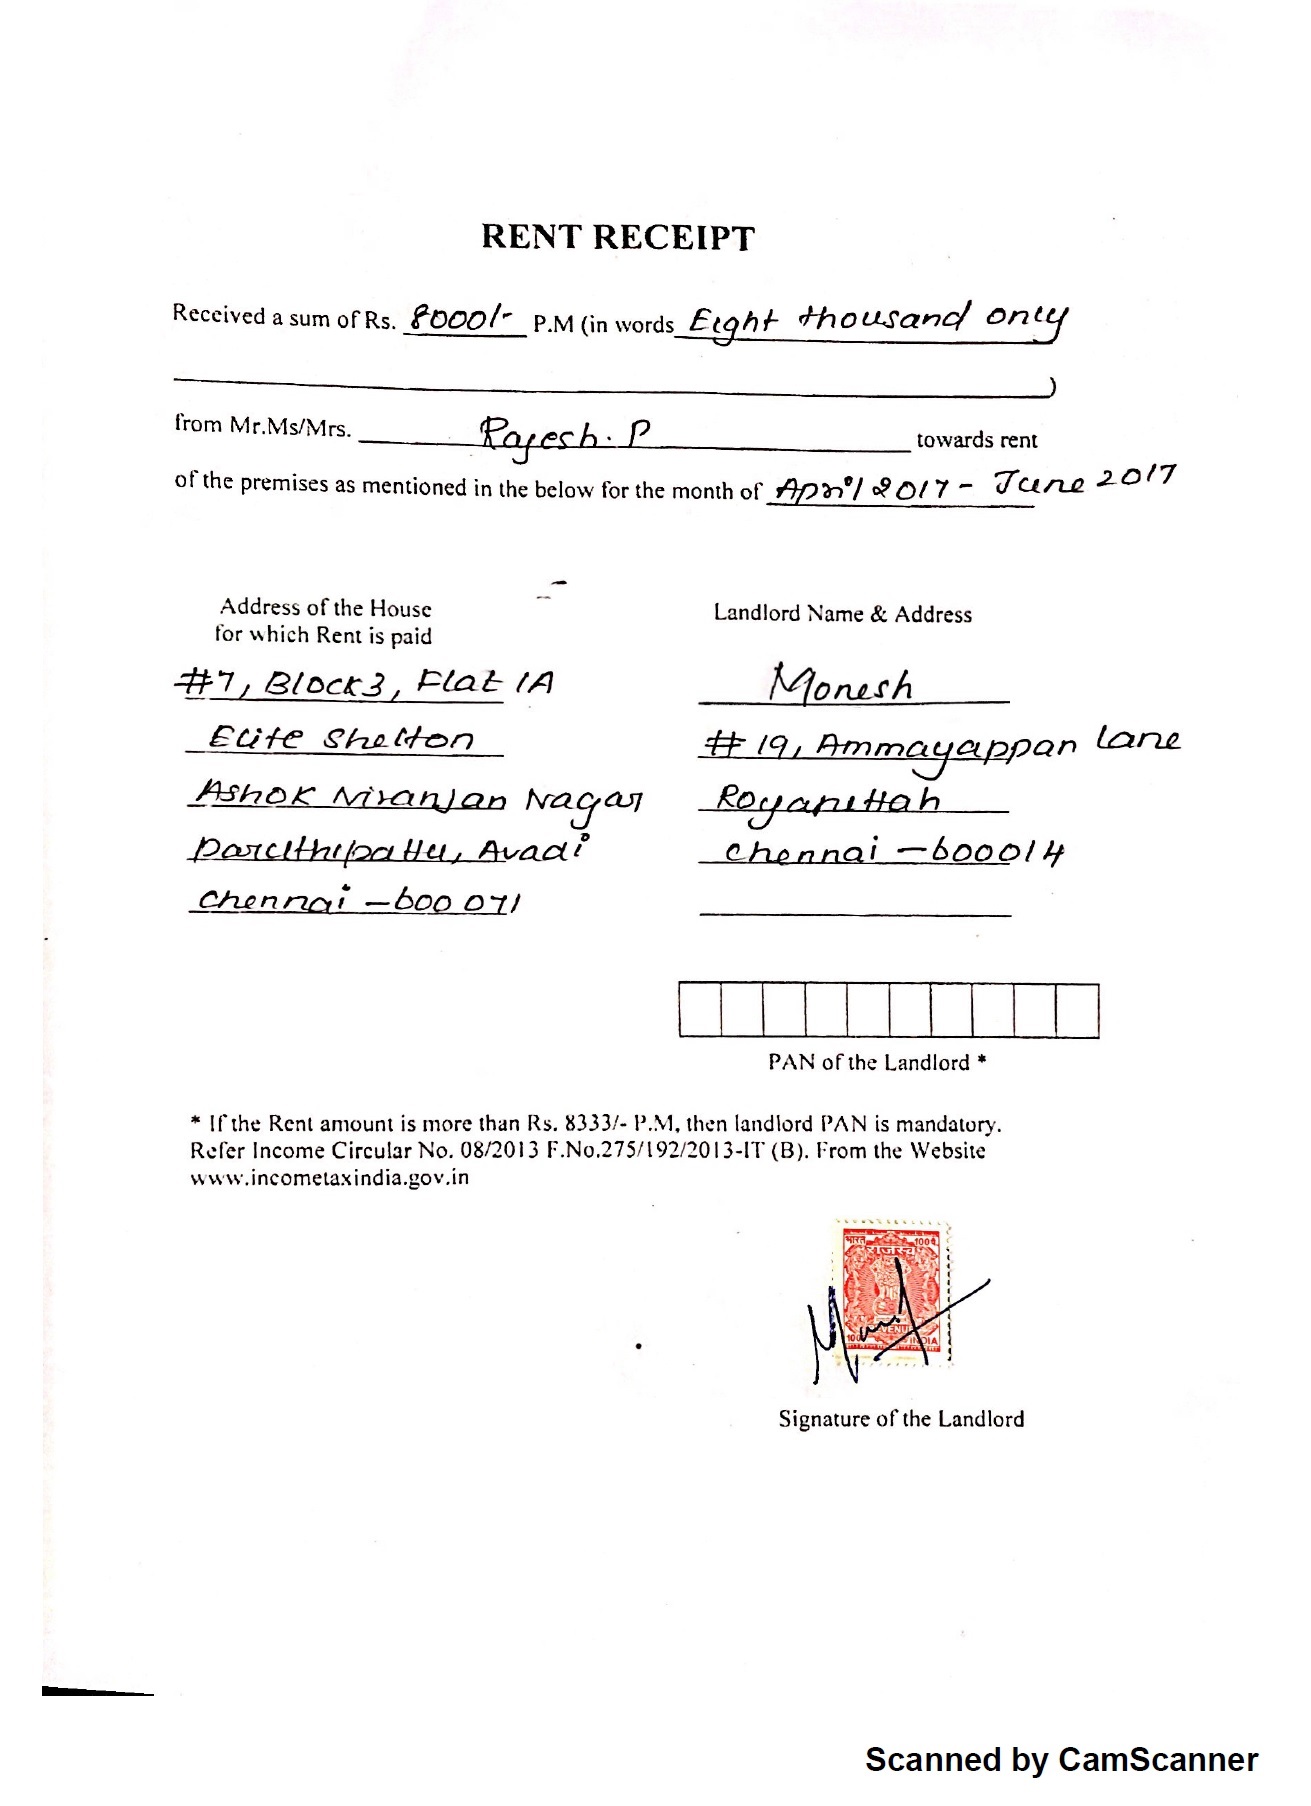 RENT RECEIPT
Received a sum of Rs. 8000/- P.M (in words Eight thousand only
)
from Mr.Ms/Mrs. Rajesh. P towards rent
of the premises as mentioned in the below for the month of April 2017 - June 2017
Address of the House
for which Rent is paid
#7, Block3, Flat 1A
Elite Shelton
Ashok Niranjan Nagar
Paruthipattu, Avadi
Chennai - 600 071
Landlord Name & Address
Monesh
# 19, Ammayappan Lane
Royapettah
Chennai - 600014
PAN of the Landlord *
* If the Rent amount is more than Rs. 8333/- P.M, then landlord PAN is mandatory.
Refer Income Circular No. 08/2013 F.No.275/192/2013-IT (B). From the Website
www.incometaxindia.gov.in
भारत 100
राजस्व
INDIA
Signature of the Landlord
Scanned by CamScanner